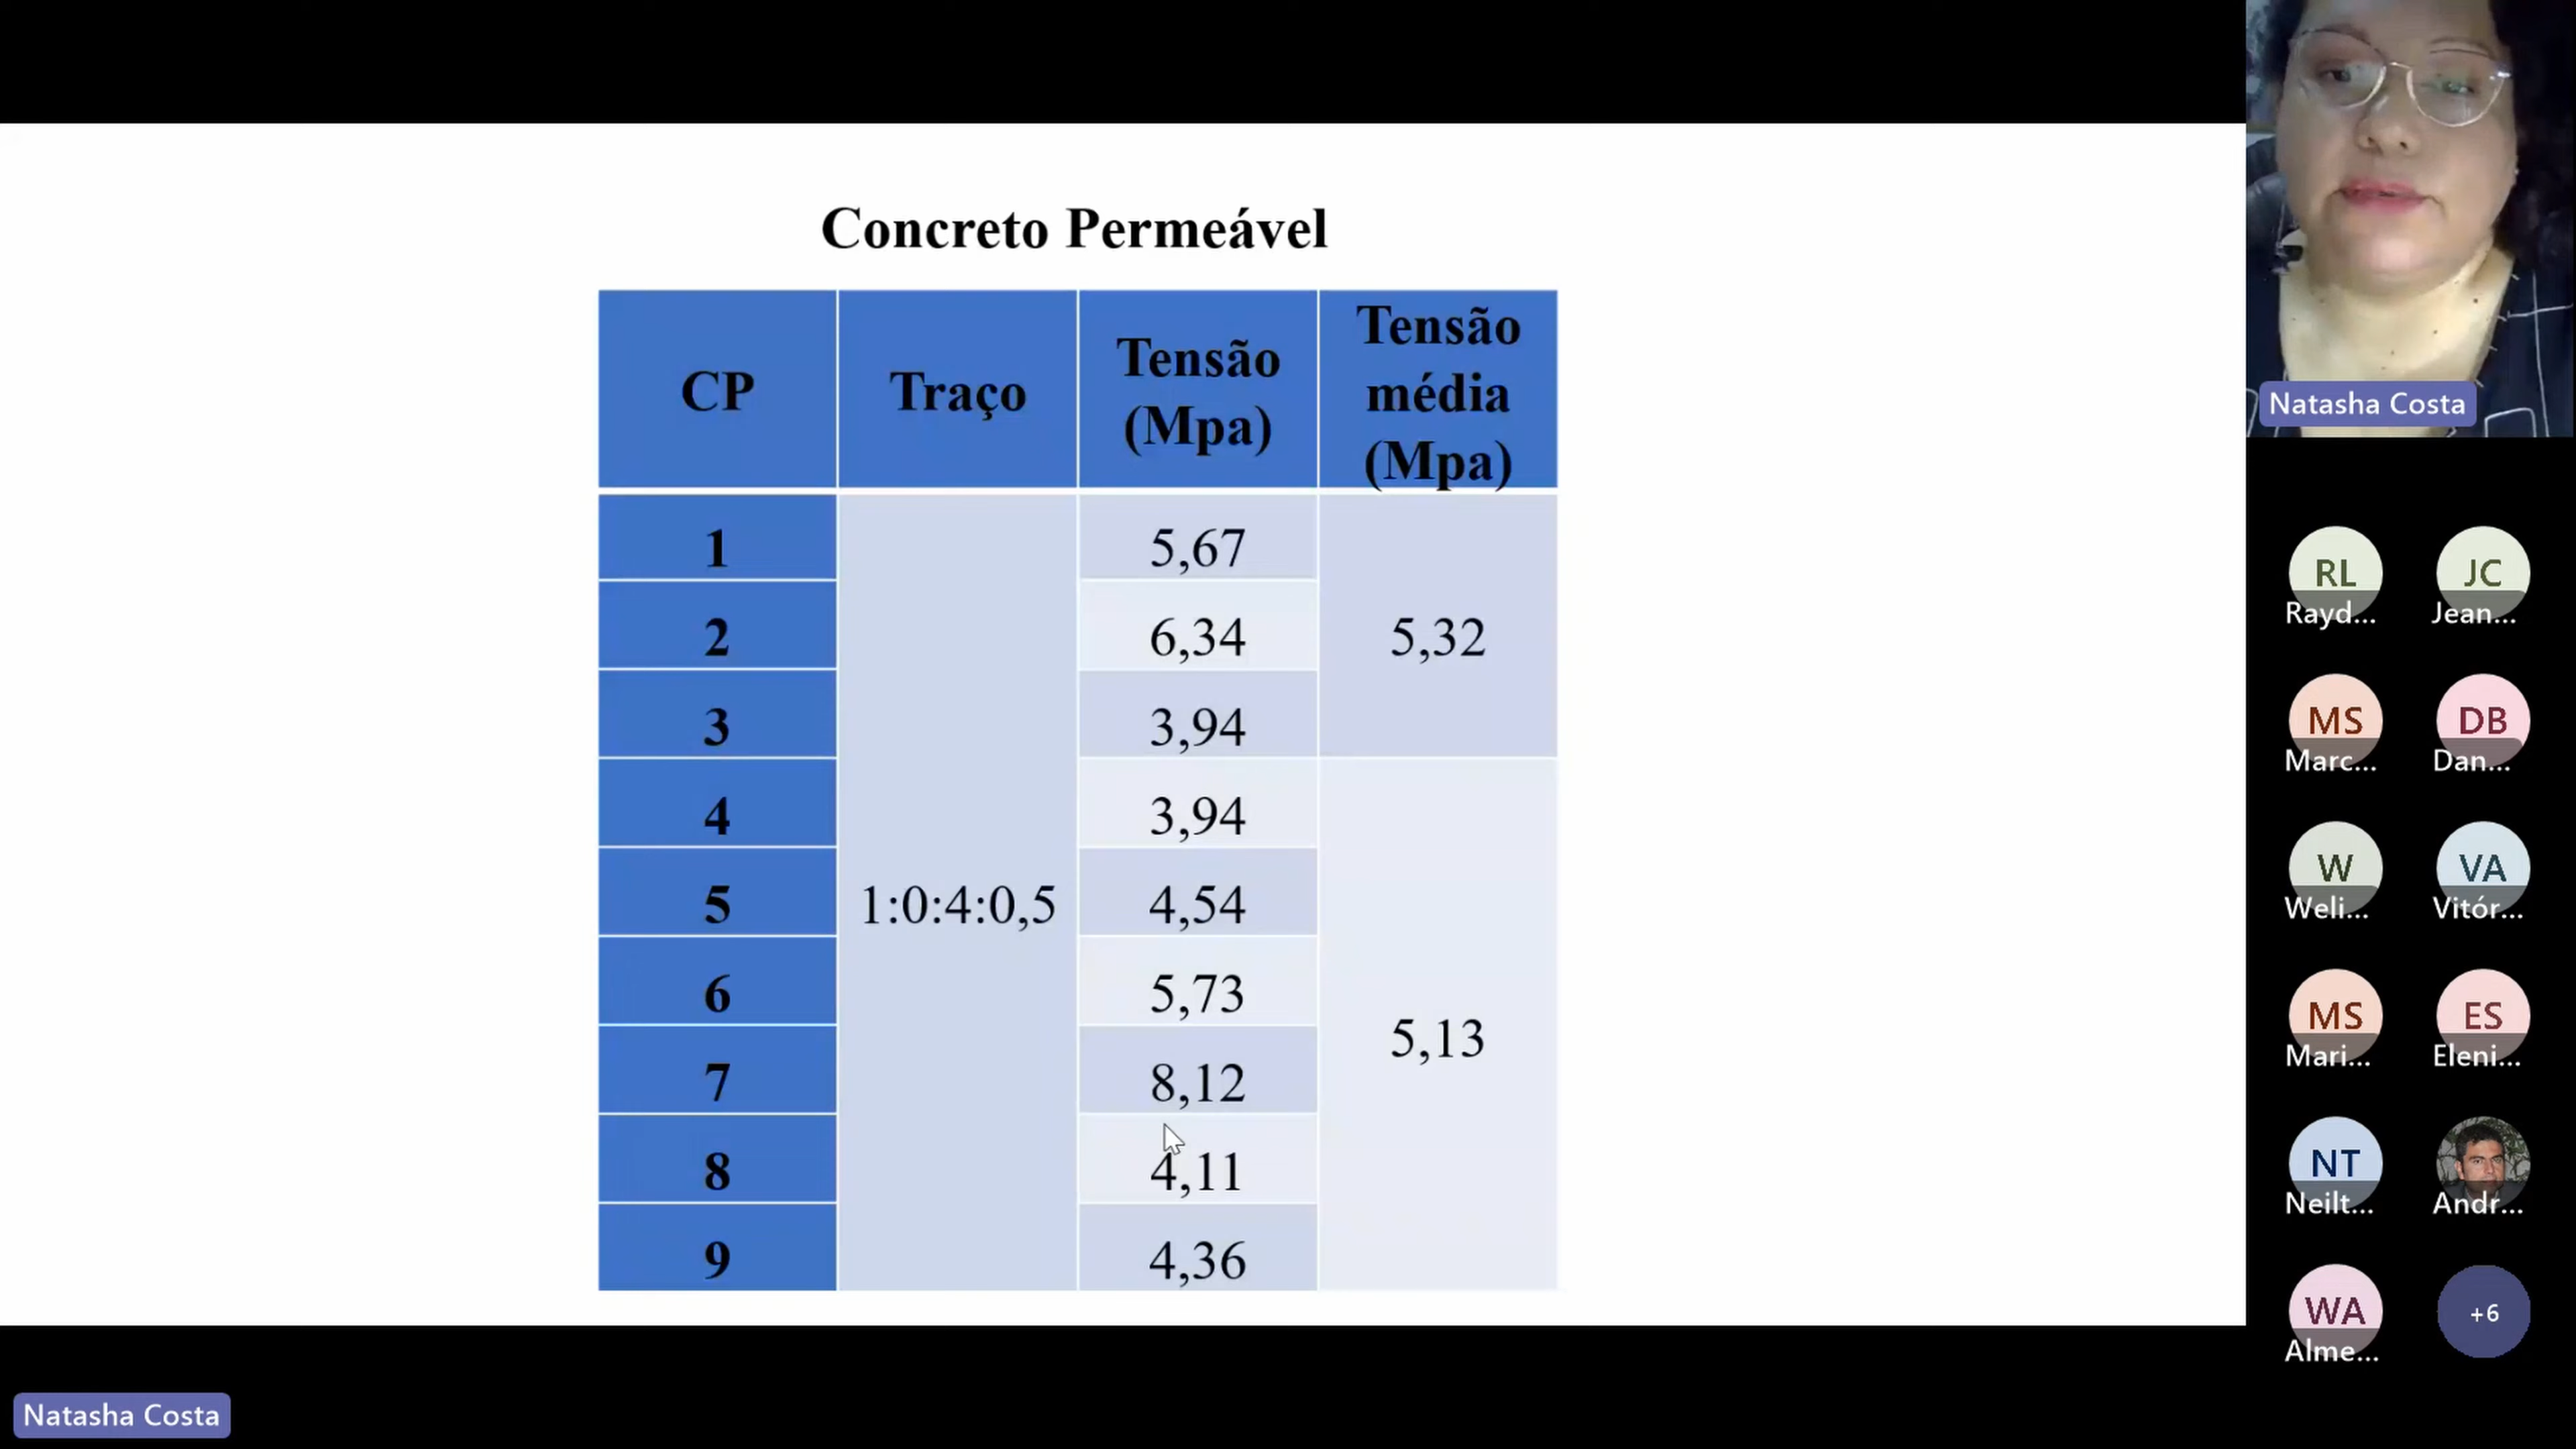 Concreto Permeável
CP Traço Tensão (Mpa) Tensão média (Mpa)
1 1:0:4:0,5 5,67 5,32
2 6,34
3 3,94
4 3,94 5,13
5 4,54
6 5,73
7 8,12
8 4,11
9 4,36
Natasha Costa
RL JC
Rayd... Jean...
MS DB
Marc... Dan...
W VA
Weli... Vitór...
MS ES
Mari... Eleni...
NT
Neilt... Andr...
WA +6
Alme...
Natasha Costa